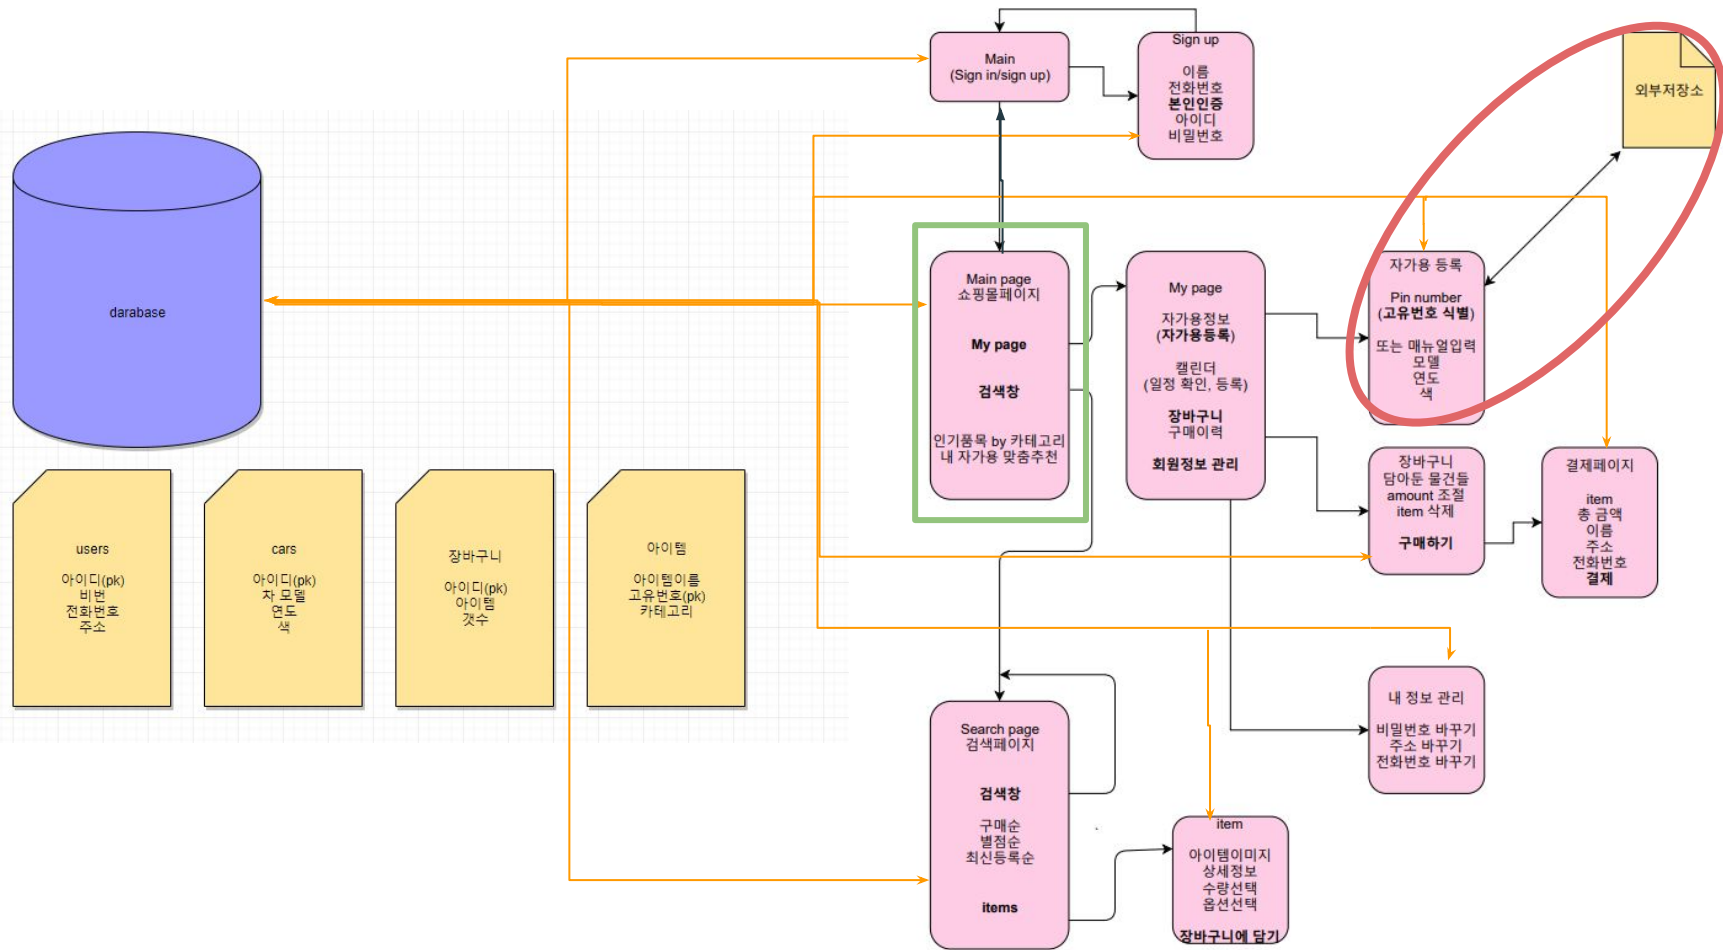 Main
(Sign in/sign up)
Sign up
이름
전화번호
본인인증
아이디
비밀번호
외부저장소
darabase
Main page
쇼핑몰페이지
My page
검색창
인기품목 by 카테고리
내 자가용 맞춤추천
My page
자가용정보
(자가용등록)
캘린더
(일정 확인, 등록)
장바구니
구매이력
회원정보 관리
자가용 등록
Pin number
(고유번호 식별)
또는 매뉴얼입력
모델
연도
색
장바구니
담아둔 물건들
amount 조절
item 삭제
구매하기
결제페이지
item
총 금액
이름
주소
전화번호
결제
users
아이디(pk)
비번
전화번호
주소
cars
아이디(pk)
차 모델
연도
색
장바구니
아이디(pk)
아이템
갯수
아이템
아이템이름
고유번호(pk)
카테고리
내 정보 관리
비밀번호 바꾸기
주소 바꾸기
전화번호 바꾸기
Search page
검색페이지
검색창
구매순
별점순
최신등록순
items
item
아이템이미지
상세정보
수량선택
옵션선택
장바구니에 담기